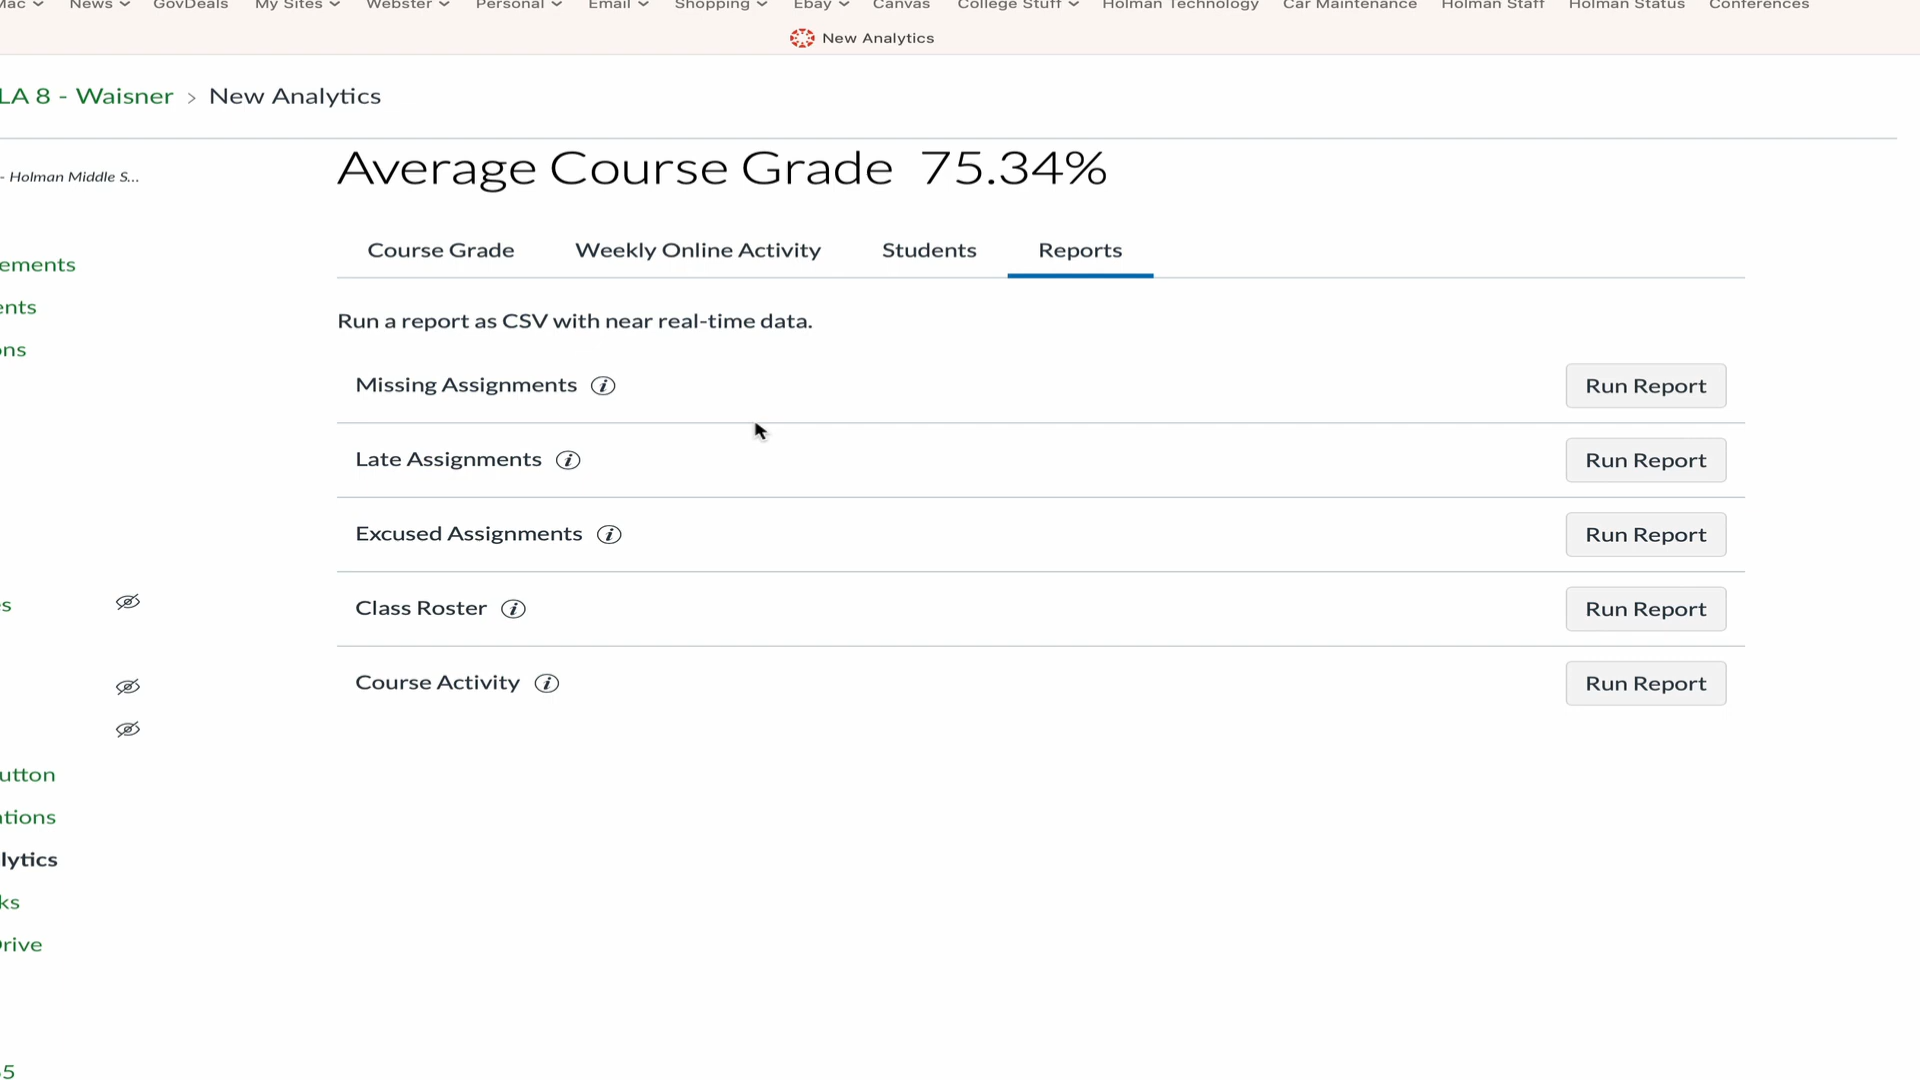 Mac News GovDeals My Sites Webster Personal Email Shopping Ebay Canvas College Stuff Holman Technology Car Maintenance Holman Staff Holman Status Conferences
New Analytics
LA 8 - Waisner > New Analytics
- Holman Middle S...
Average Course Grade 75.34%
Course Grade Weekly Online Activity Students Reports
Run a report as CSV with near real-time data.
Missing Assignments Run Report
Late Assignments Run Report
Excused Assignments Run Report
Class Roster Run Report
Course Activity Run Report
ements
ents
ons
s
utton
ations
lytics
ks
Drive